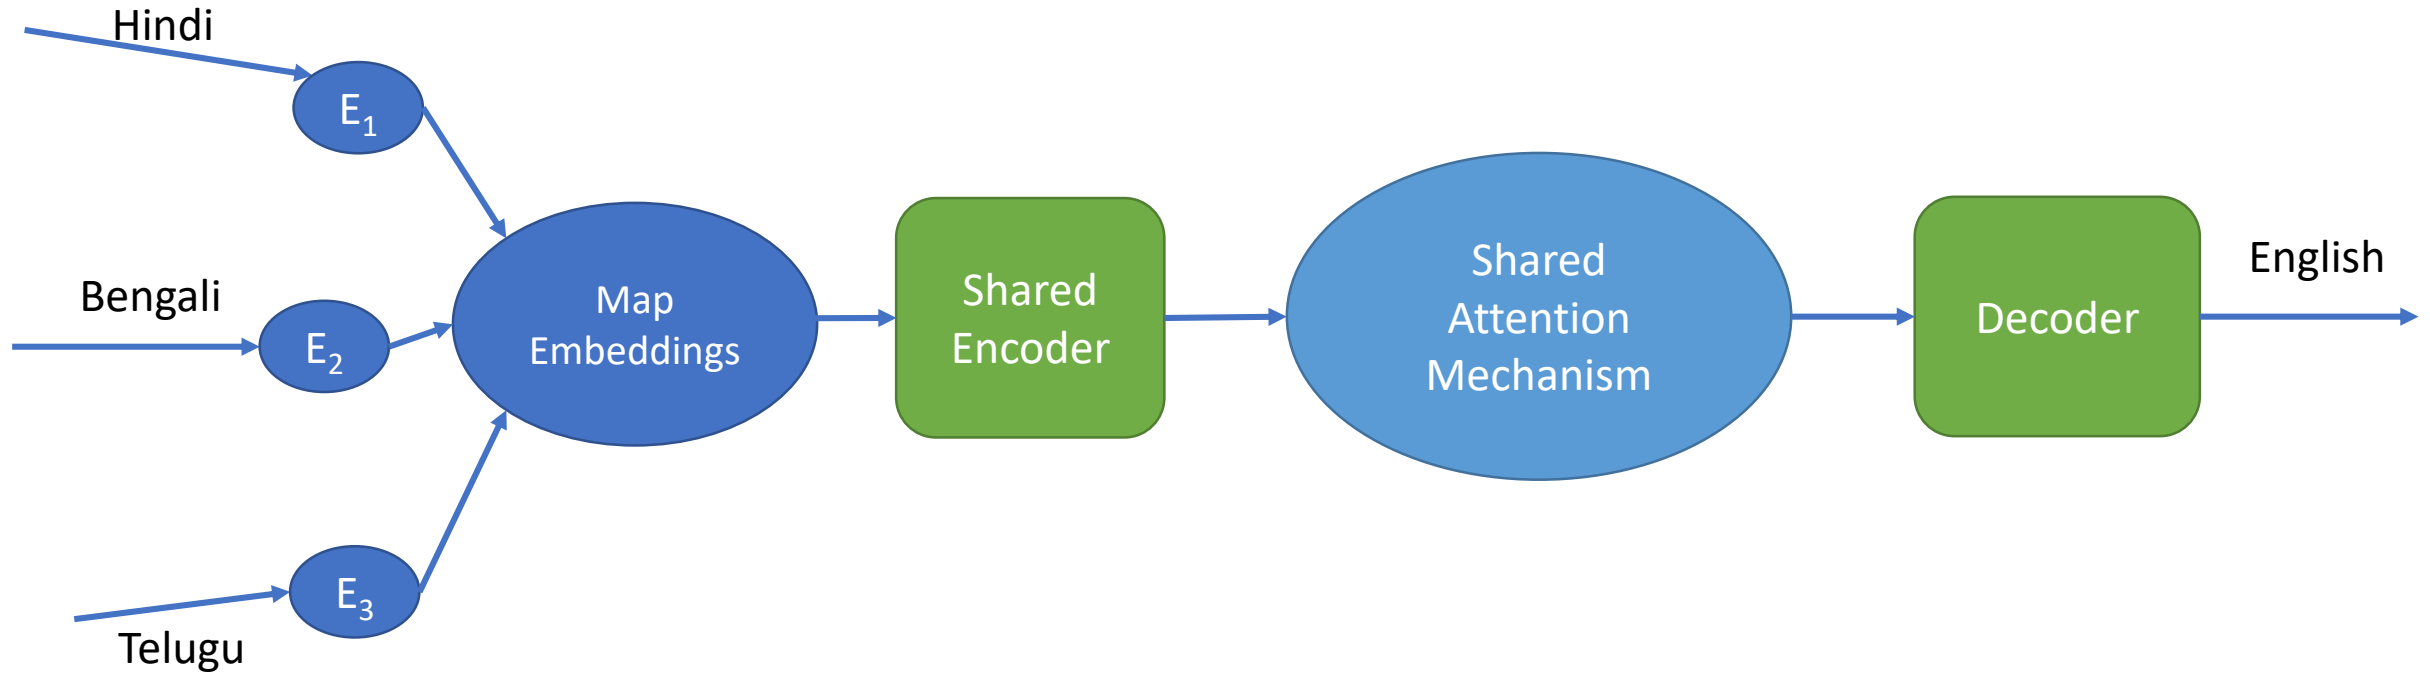 Hindi
E₁
Bengali
E₂
Telugu
E₃
Map
Embeddings
Shared
Encoder
Shared
Attention
Mechanism
Decoder
English